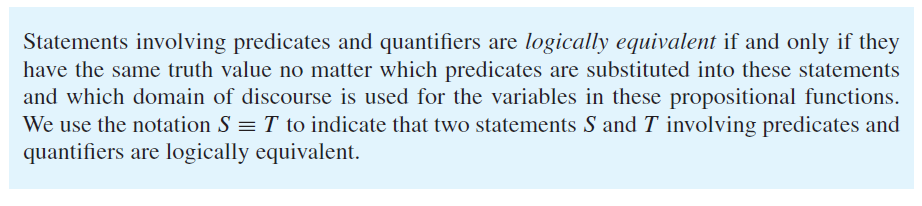 Statements involving predicates and quantifiers are logically equivalent if and only if they
have the same truth value no matter which predicates are substituted into these statements
and which domain of discourse is used for the variables in these propositional functions.
We use the notation S ≡ T to indicate that two statements S and T involving predicates and
quantifiers are logically equivalent.